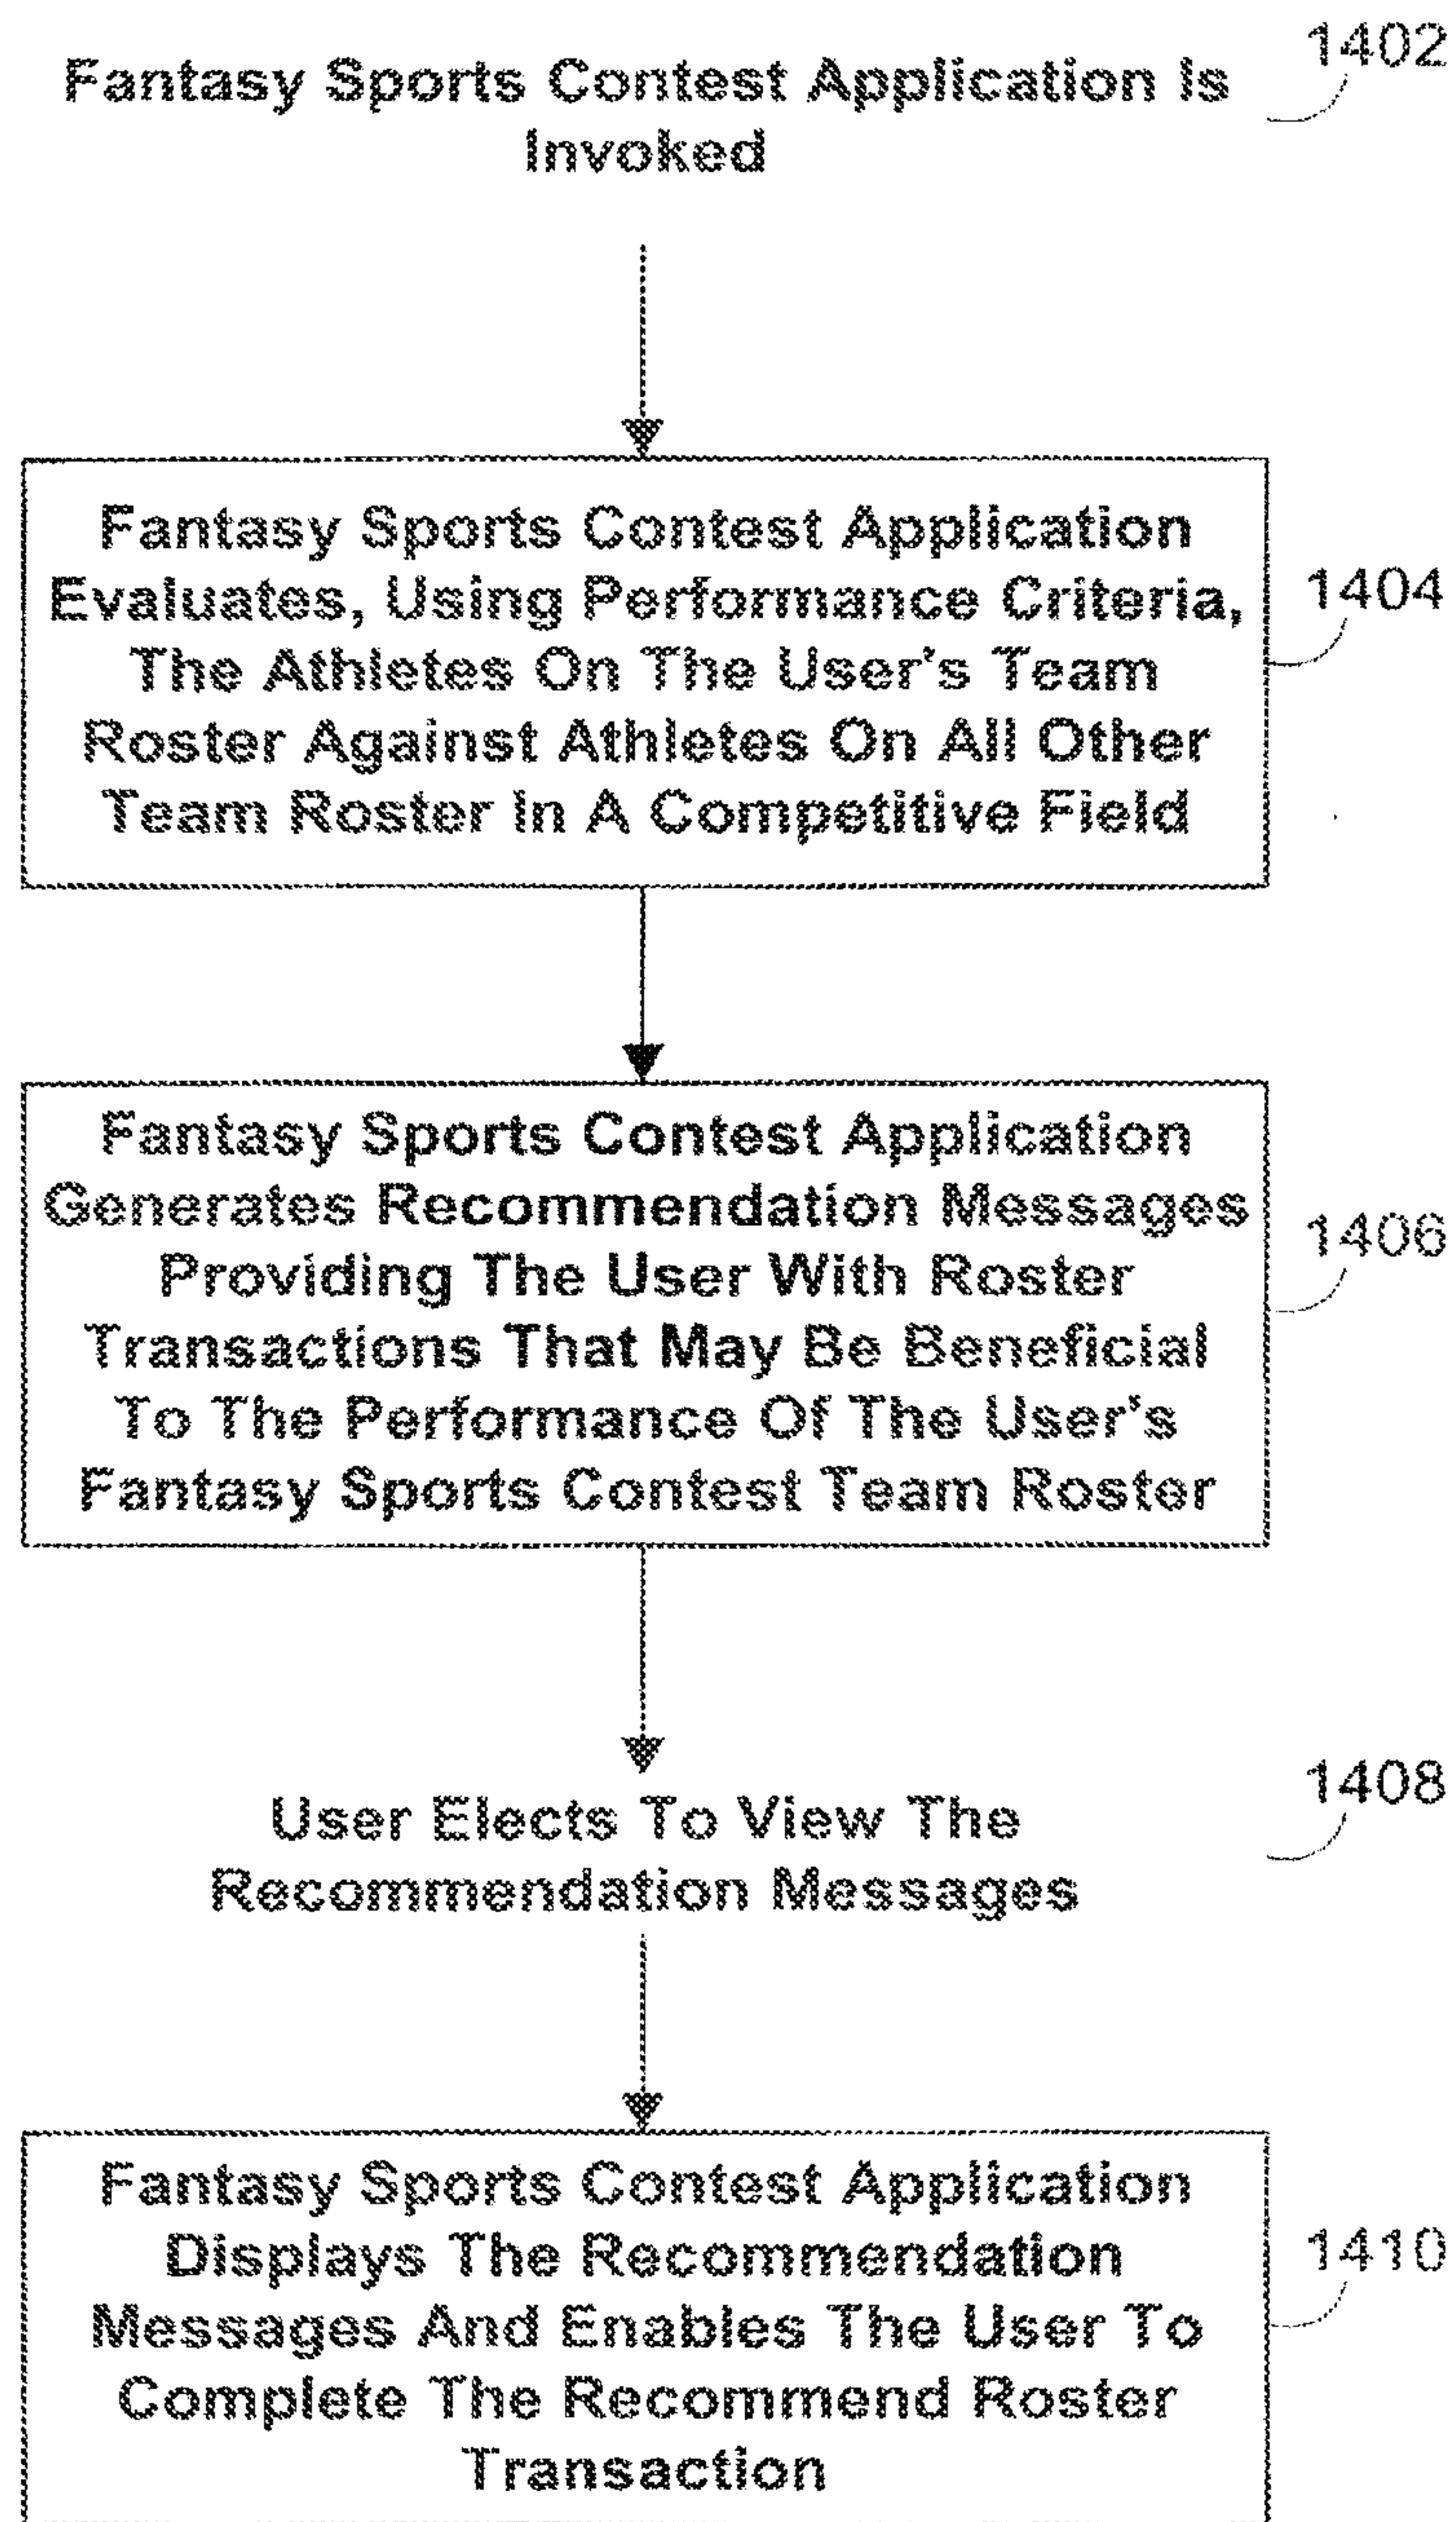 1402
Fantasy Sports Contest Application Is
Invoked
Fantasy Sports Contest Application
Evaluates, Using Performance Criteria,
The Athletes On The User's Team
Roster Against Athletes On All Other
Team Roster In A Competitive Field
1404
Fantasy Sports Contest Application
Generates Recommendation Messages
Providing The User With Roster
Transactions That May Be Beneficial
To The Performance Of The User's
Fantasy Sports Contest Team Roster
1406
User Elects To View The
Recommendation Messages
1408
Fantasy Sports Contest Application
Displays The Recommendation
Messages And Enables The User To
Complete The Recommend Roster
Transaction
1410